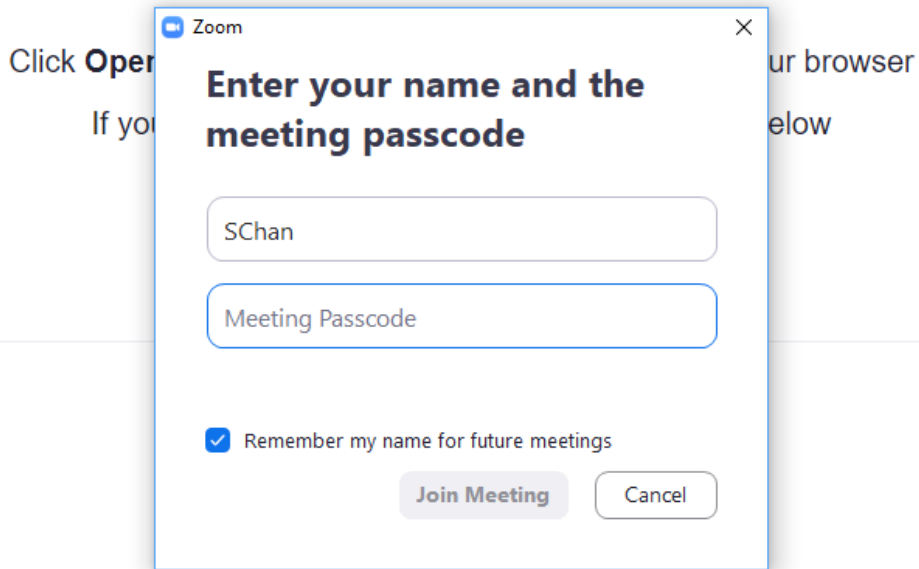 Zoom
Click Open
ur browser
Enter your name and the
meeting passcode
If you
elow
SChan
Meeting Passcode
Remember my name for future meetings
Join Meeting
Cancel